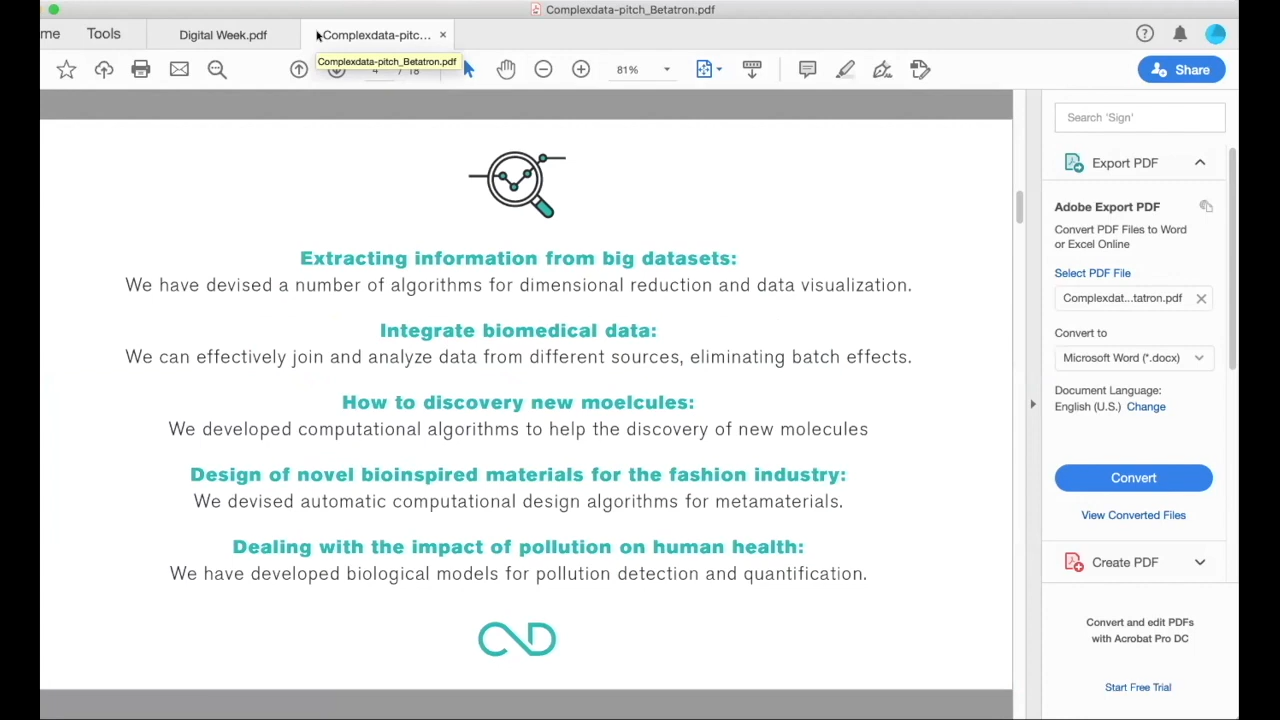 Complexdata-pitch_Betatron.pdf
me
Tools
Digital Week.pdf
Complexdata-pitc... ×
Complexdata-pitch_Betatron.pdf
81%
Share
Search 'Sign'
Export PDF
Adobe Export PDF
Convert PDF Files to Word
or Excel Online
Select PDF File
Complexdat...tatron.pdf
Convert to
Microsoft Word (*.docx)
Document Language:
English (U.S.) Change
Convert
View Converted Files
Create PDF
Convert and edit PDFs
with Acrobat Pro DC
Start Free Trial
Extracting information from big datasets:
We have devised a number of algorithms for dimensional reduction and data visualization.
Integrate biomedical data:
We can effectively join and analyze data from different sources, eliminating batch effects.
How to discovery new moelcules:
We developed computational algorithms to help the discovery of new molecules
Design of novel bioinspired materials for the fashion industry:
We devised automatic computational design algorithms for metamaterials.
Dealing with the impact of pollution on human health:
We have developed biological models for pollution detection and quantification.